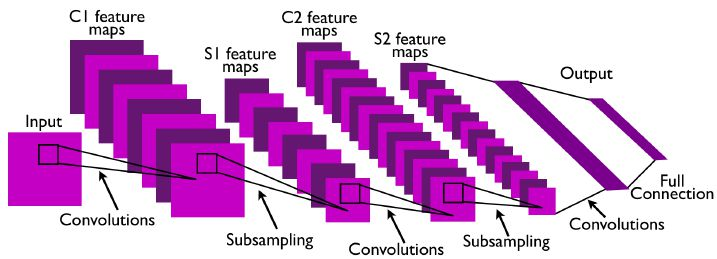 C1 feature
maps
S1 feature
maps
C2 feature
maps
S2 feature
maps
Output
Input
Convolutions
Subsampling
Convolutions
Subsampling
Convolutions
Full
Connection